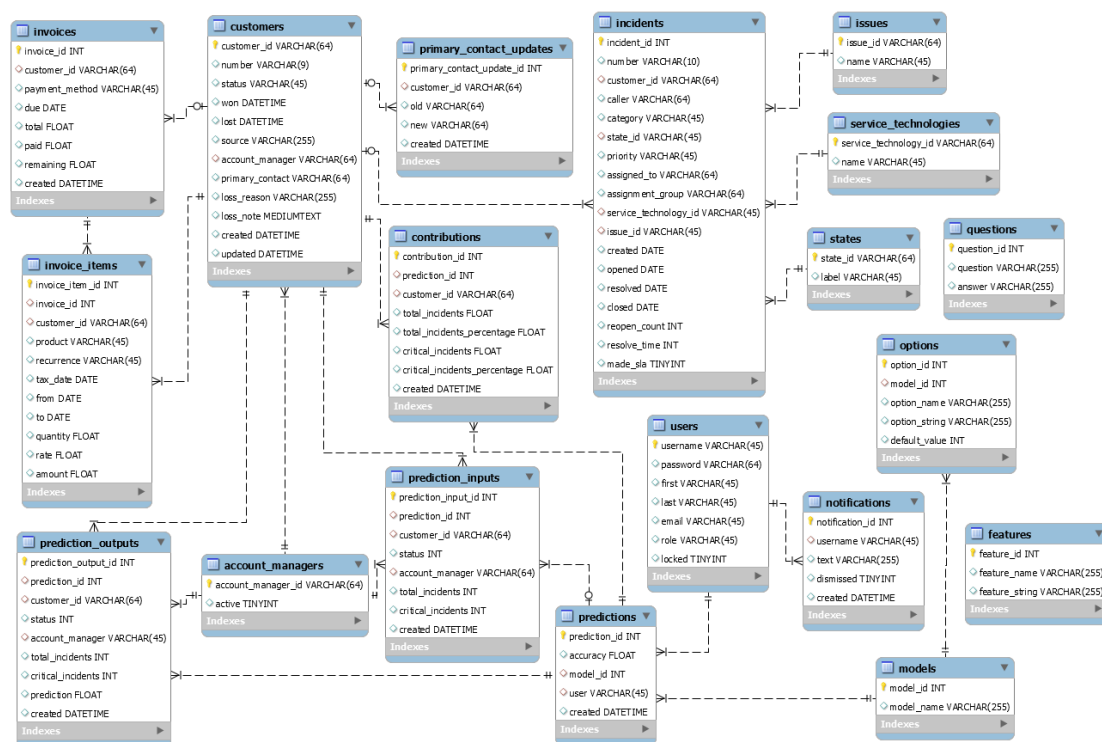 invoices
invoice_id INT
customer_id VARCHAR(64)
payment_method VARCHAR(45)
due DATE
total FLOAT
paid FLOAT
remaining FLOAT
created DATETIME
Indexes
customers
customer_id VARCHAR(64)
number VARCHAR(9)
status VARCHAR(45)
won DATETIME
lost DATETIME
source VARCHAR(255)
account_manager VARCHAR(64)
primary_contact VARCHAR(64)
loss_reason VARCHAR(255)
loss_note MEDIUMTEXT
created DATETIME
updated DATETIME
Indexes
primary_contact_updates
primary_contact_update_id INT
customer_id VARCHAR(64)
old VARCHAR(64)
new VARCHAR(64)
created DATETIME
Indexes
incidents
incident_id INT
number VARCHAR(10)
customer_id VARCHAR(64)
caller VARCHAR(64)
category VARCHAR(45)
state_id VARCHAR(64)
priority VARCHAR(45)
assigned_to VARCHAR(64)
assignment_group VARCHAR(64)
service_technology_id VARCHAR(45)
issue_id VARCHAR(45)
created DATE
opened DATE
resolved DATE
closed DATE
reopen_count INT
resolve_time INT
made_sla TINYINT
Indexes
issues
issue_id VARCHAR(64)
name VARCHAR(45)
Indexes
service_technologies
service_technology_id VARCHAR(64)
name VARCHAR(45)
Indexes
states
state_id VARCHAR(64)
label VARCHAR(45)
Indexes
questions
question_id INT
question VARCHAR(255)
answer VARCHAR(255)
Indexes
invoice_items
invoice_item_id INT
invoice_id INT
customer_id VARCHAR(64)
product VARCHAR(45)
recurrence VARCHAR(45)
tax_date DATE
from DATE
to DATE
quantity FLOAT
rate FLOAT
amount FLOAT
Indexes
contributions
contribution_id INT
prediction_id INT
customer_id VARCHAR(64)
total_incidents FLOAT
total_incidents_percentage FLOAT
critical_incidents FLOAT
critical_incidents_percentage FLOAT
created DATETIME
Indexes
options
option_id INT
model_id INT
option_name VARCHAR(255)
option_string VARCHAR(255)
default_value INT
Indexes
users
username VARCHAR(45)
password VARCHAR(64)
first VARCHAR(45)
last VARCHAR(45)
email VARCHAR(45)
role VARCHAR(45)
locked TINYINT
Indexes
prediction_inputs
prediction_input_id INT
prediction_id INT
customer_id VARCHAR(64)
status INT
account_manager VARCHAR(64)
total_incidents INT
critical_incidents INT
created DATETIME
Indexes
notifications
notification_id INT
username VARCHAR(45)
text VARCHAR(255)
dismissed TINYINT
created DATETIME
Indexes
features
feature_id INT
feature_name VARCHAR(255)
feature_string VARCHAR(255)
Indexes
prediction_outputs
prediction_output_id INT
prediction_id INT
customer_id VARCHAR(64)
status INT
account_manager VARCHAR(45)
total_incidents INT
critical_incidents INT
prediction FLOAT
created DATETIME
Indexes
account_managers
account_manager_id VARCHAR(64)
active TINYINT
Indexes
predictions
prediction_id INT
accuracy FLOAT
model_id INT
user VARCHAR(45)
created DATETIME
Indexes
models
model_id INT
model_name VARCHAR(255)
Indexes